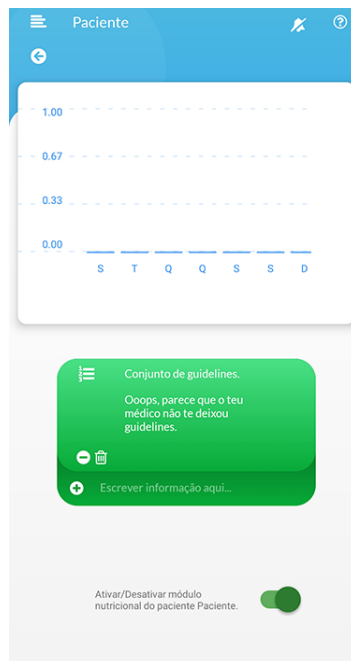 Paciente
1.00
0.67
0.33
0.00
S T Q Q S S D
Conjunto de guidelines.
Ooops, parece que o teu
médico não te deixou
guidelines.
Escrever informação aqui...
Ativar/Desativar módulo
nutricional do paciente Paciente.